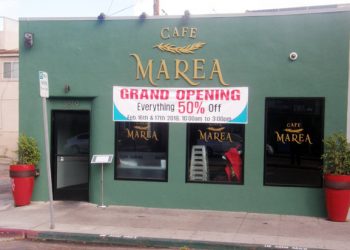 CAFE
MAREA
GRAND OPENING
Everything 50% Off
Feb 16th & 17th 2018, 10:00am to 3:00pm
MAREA
MAREA
CAFE
MAREA